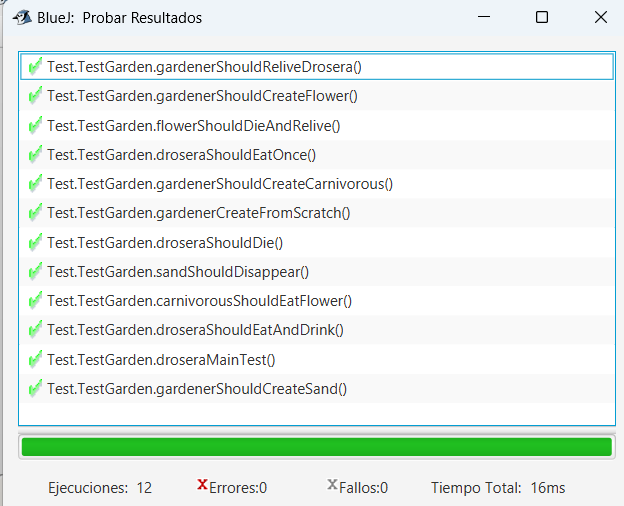 BlueJ: Probar Resultados
Test.TestGarden.gardenerShouldReliveDrosera()
Test.TestGarden.gardenerShouldCreateFlower()
Test.TestGarden.flowerShouldDieAndRelive()
Test.TestGarden.droseraShouldEatOnce()
Test.TestGarden.gardenerShouldCreateCarnivorous()
Test.TestGarden.gardenerCreateFromScratch()
Test.TestGarden.droseraShouldDie()
Test.TestGarden.sandShouldDisappear()
Test.TestGarden.carnivorousShouldEatFlower()
Test.TestGarden.droseraShouldEatAndDrink()
Test.TestGarden.droseraMainTest()
Test.TestGarden.gardenerShouldCreateSand()
Ejecuciones: 12 Errores:0 Fallos:0 Tiempo Total: 16ms